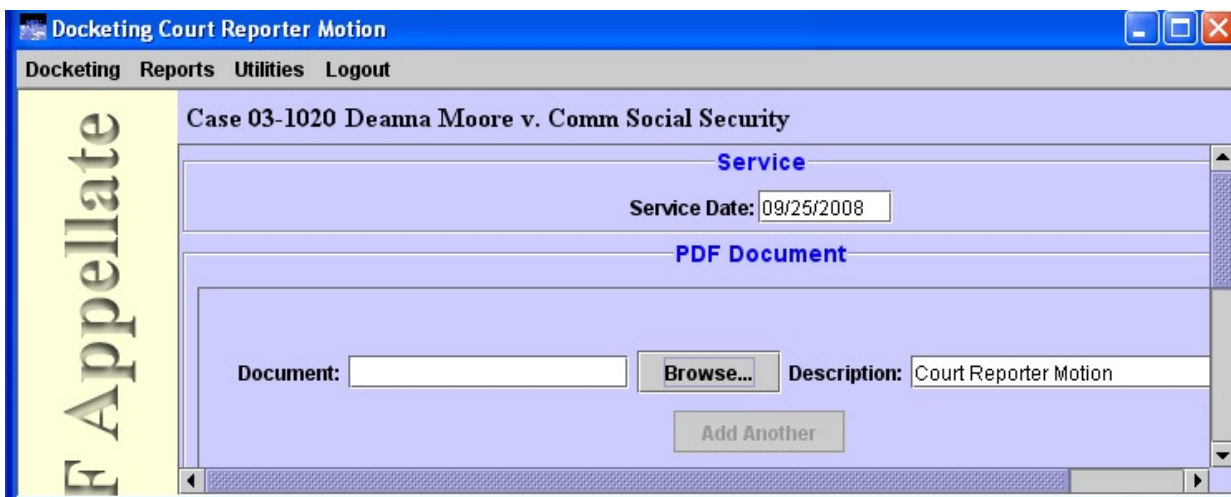 Docketing Court Reporter Motion
Docketing Reports Utilities Logout
F Appellate
Case 03-1020 Deanna Moore v. Comm Social Security
Service
Service Date: 09/25/2008
PDF Document
Document: Browse... Description: Court Reporter Motion
Add Another